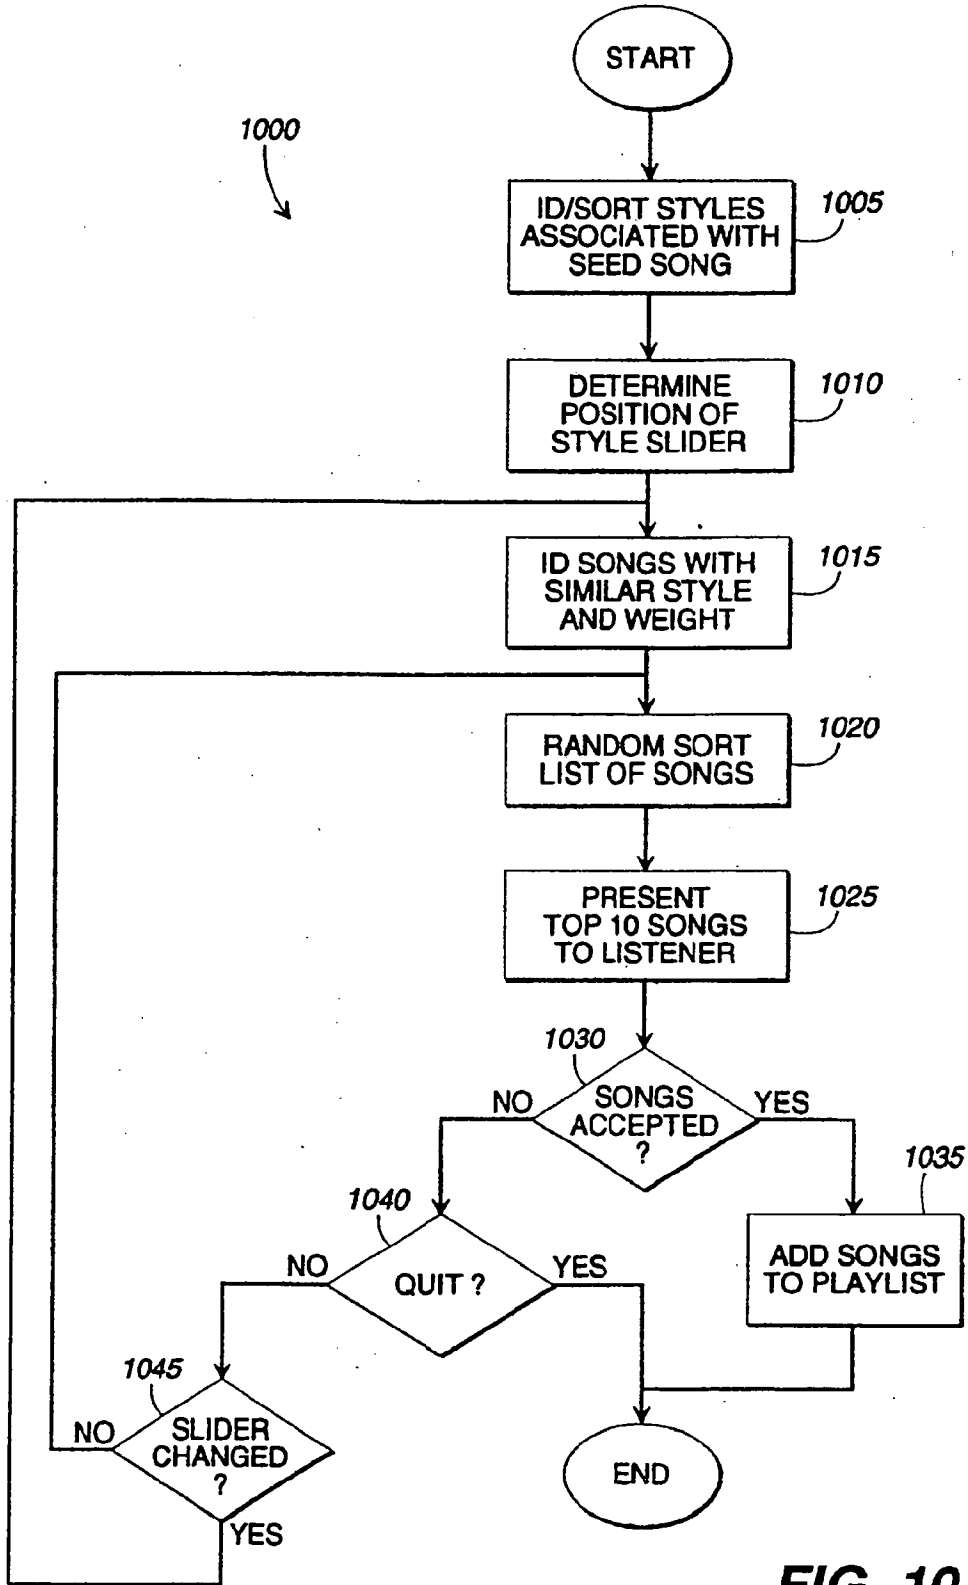 START
1000
ID/SORT STYLES
ASSOCIATED WITH
SEED SONG
1005
DETERMINE
POSITION OF
STYLE SLIDER
1010
ID SONGS WITH
SIMILAR STYLE
AND WEIGHT
1015
RANDOM SORT
LIST OF SONGS
1020
PRESENT
TOP 10 SONGS
TO LISTENER
1025
1030
NO
SONGS
ACCEPTED
?
YES
1035
ADD SONGS
TO PLAYLIST
1040
NO
QUIT ?
YES
1045
NO
SLIDER
CHANGED
?
YES
END
FIG. 10